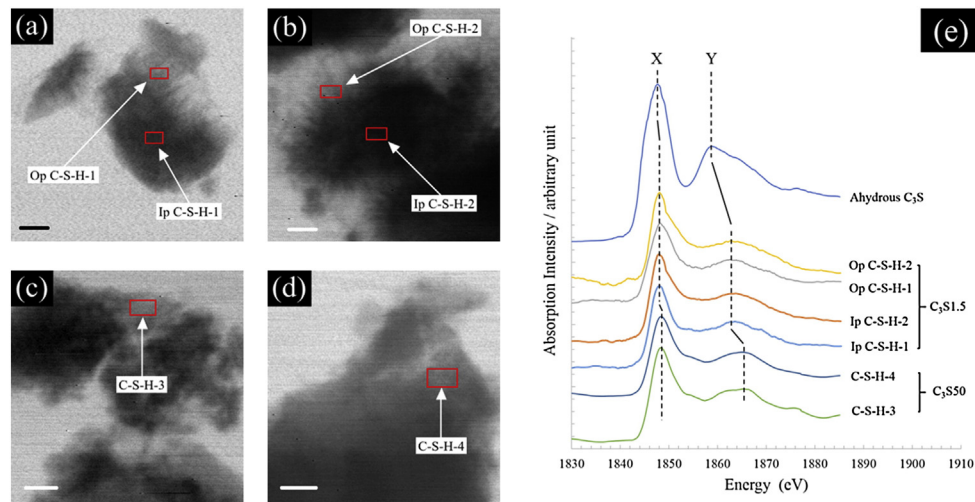 (a)
Op C-S-H-1
Ip C-S-H-1
(b)
Op C-S-H-2
Ip C-S-H-2
(c)
C-S-H-3
(d)
C-S-H-4
(e)
X Y
Absorption Intensity / arbitrary unit
Ahydrous C₃S
Op C-S-H-2
Op C-S-H-1
Ip C-S-H-2
Ip C-S-H-1
C₃S1.5
C-S-H-4
C-S-H-3
C₃S50
1830 1840 1850 1860 1870 1880 1890 1900 1910
Energy (eV)